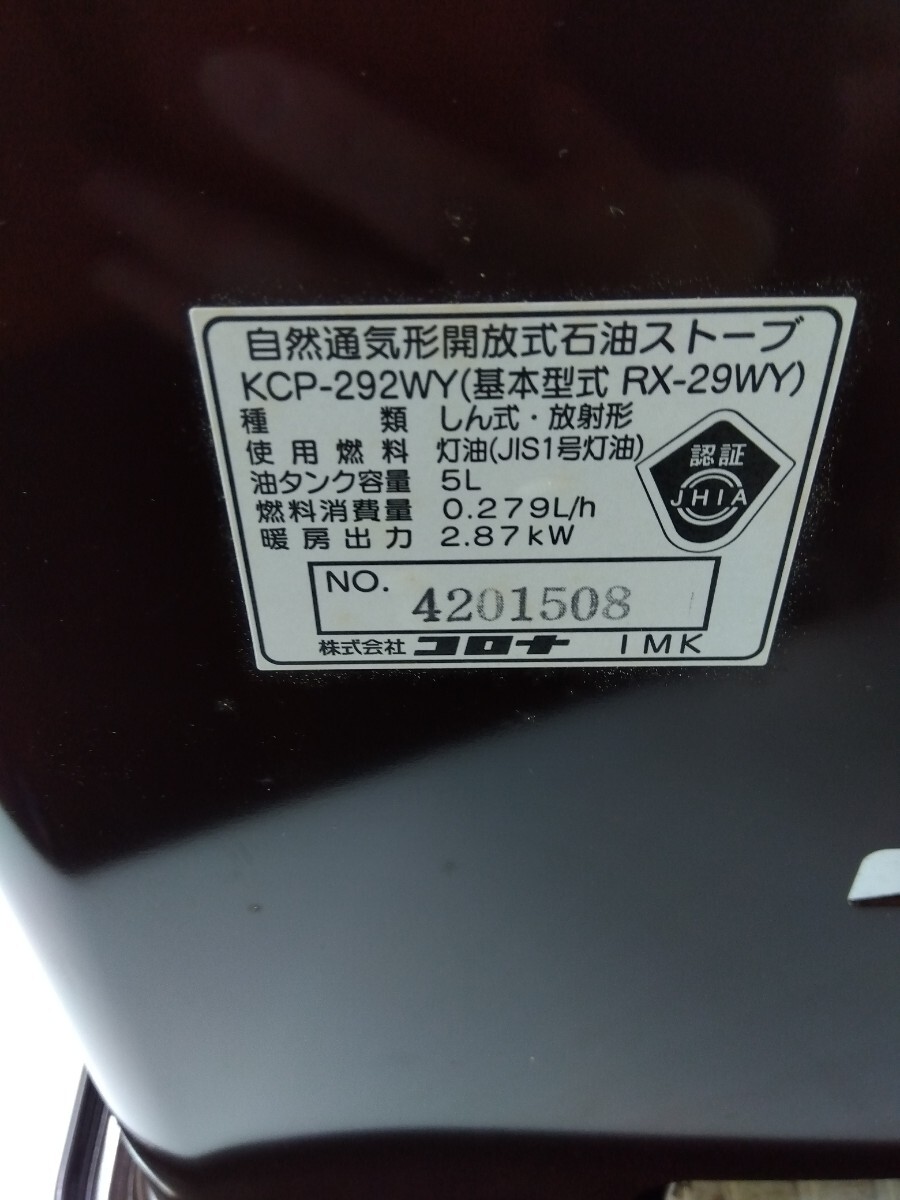 自然通気形開放式石油ストーブ
KCP-292WY(基本型式 RX-29WY)
種類 しん式・放射形
使用燃料 灯油(JIS1号灯油)
油タンク容量 5L
燃料消費量 0.279L/h
暖房出力 2.87kW
認証
JHIA
NO. 4201508
株式会社 コロナ IMK